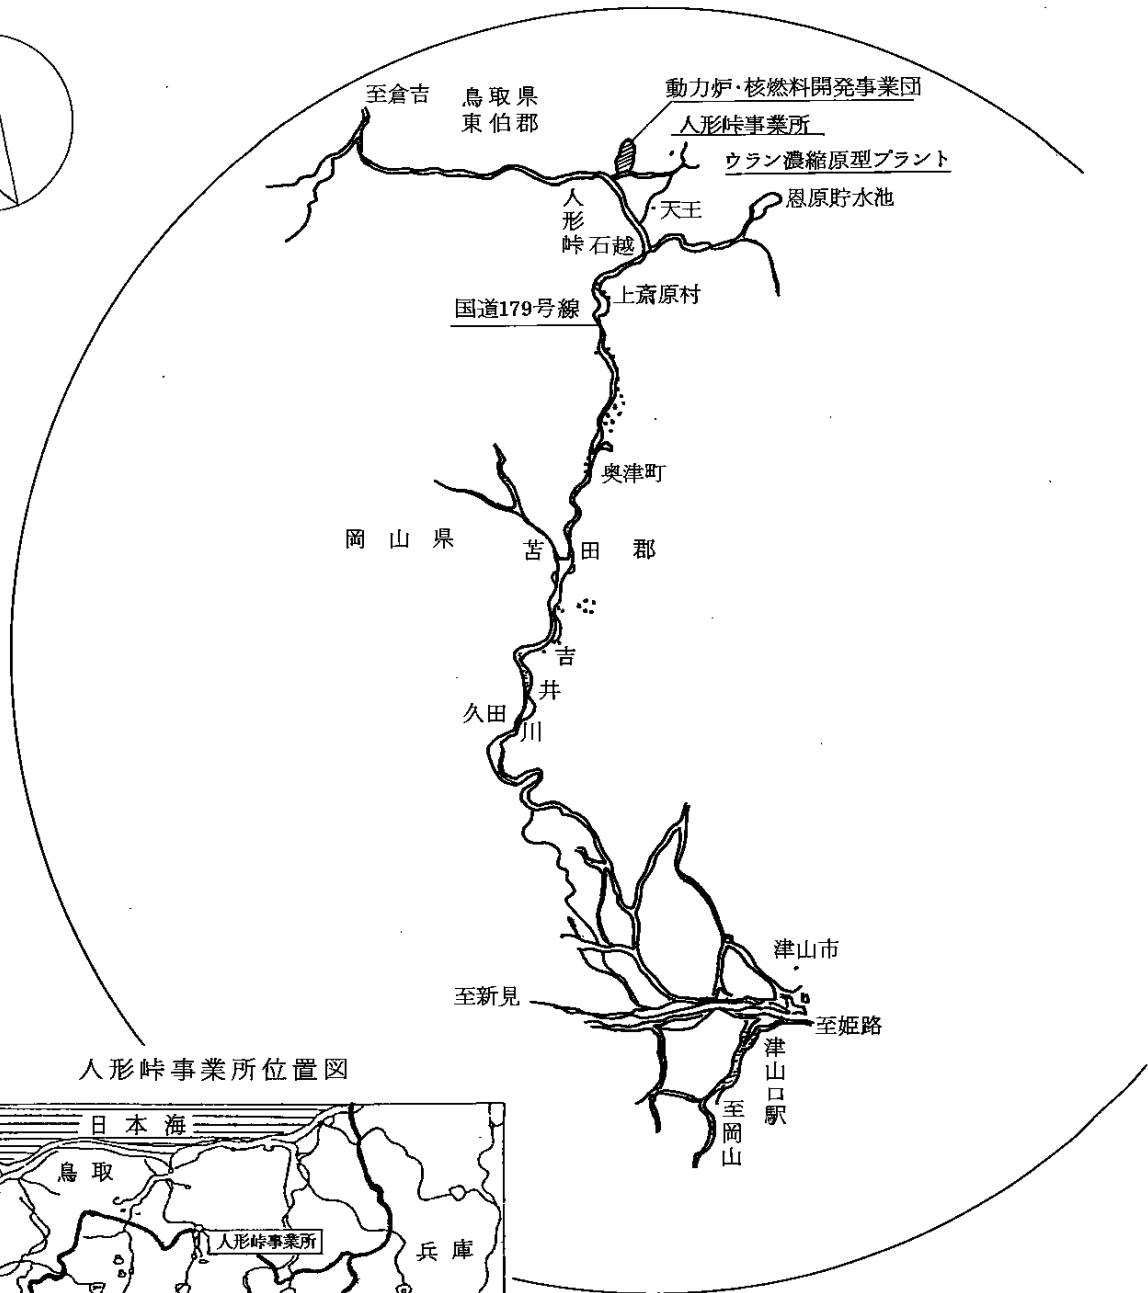 至倉吉
鳥取県
東伯郡
動力炉・核燃料開発事業団
人形峠事業所
ウラン濃縮原型プラント
恩原貯水池
天王
人形峠
石越
上斎原村
国道179号線
奥津町
岡山県
苫田郡
吉井川
久田
津山市
至新見
至姫路
津山口駅
至岡山
人形峠事業所位置図
日本海
鳥取
人形峠事業所
兵庫